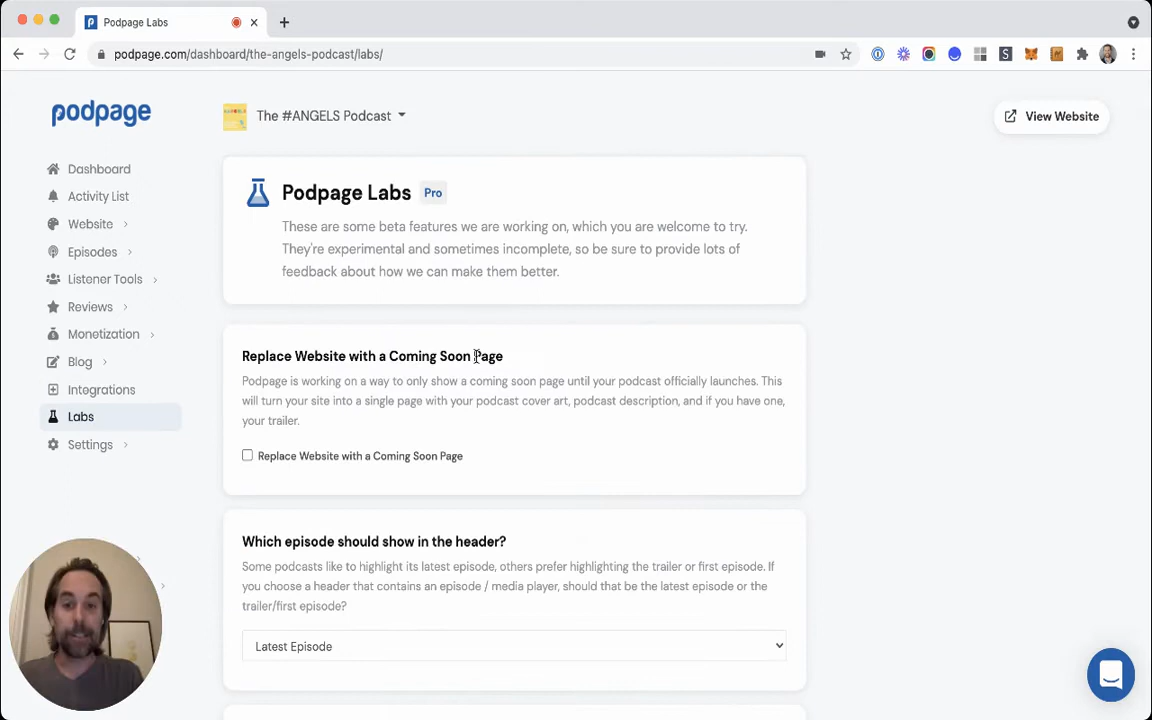 Podpage Labs
podpage.com/dashboard/the-angels-podcast/labs/
podpage
The #ANGELS Podcast
View Website
Dashboard
Activity List
Website
Episodes
Listener Tools
Reviews
Monetization
Blog
Integrations
Labs
Settings
Podpage Labs Pro
These are some beta features we are working on, which you are welcome to try.
They're experimental and sometimes incomplete, so be sure to provide lots of
feedback about how we can make them better.
Replace Website with a Coming Soon Page
Podpage is working on a way to only show a coming soon page until your podcast officially launches. This
will turn your site into a single page with your podcast cover art, podcast description, and if you have one,
your trailer.
Replace Website with a Coming Soon Page
Which episode should show in the header?
Some podcasts like to highlight its latest episode, others prefer highlighting the trailer or first episode. If
you choose a header that contains an episode / media player, should that be the latest episode or the
trailer/first episode?
Latest Episode